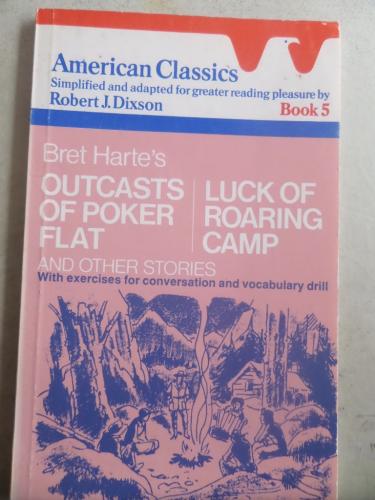 American Classics
Simplified and adapted for greater reading pleasure by
Robert J. Dixson
Book 5
Bret Harte's
OUTCASTS
OF POKER
FLAT
LUCK OF
ROARING
CAMP
AND OTHER STORIES
With exercises for conversation and vocabulary drill